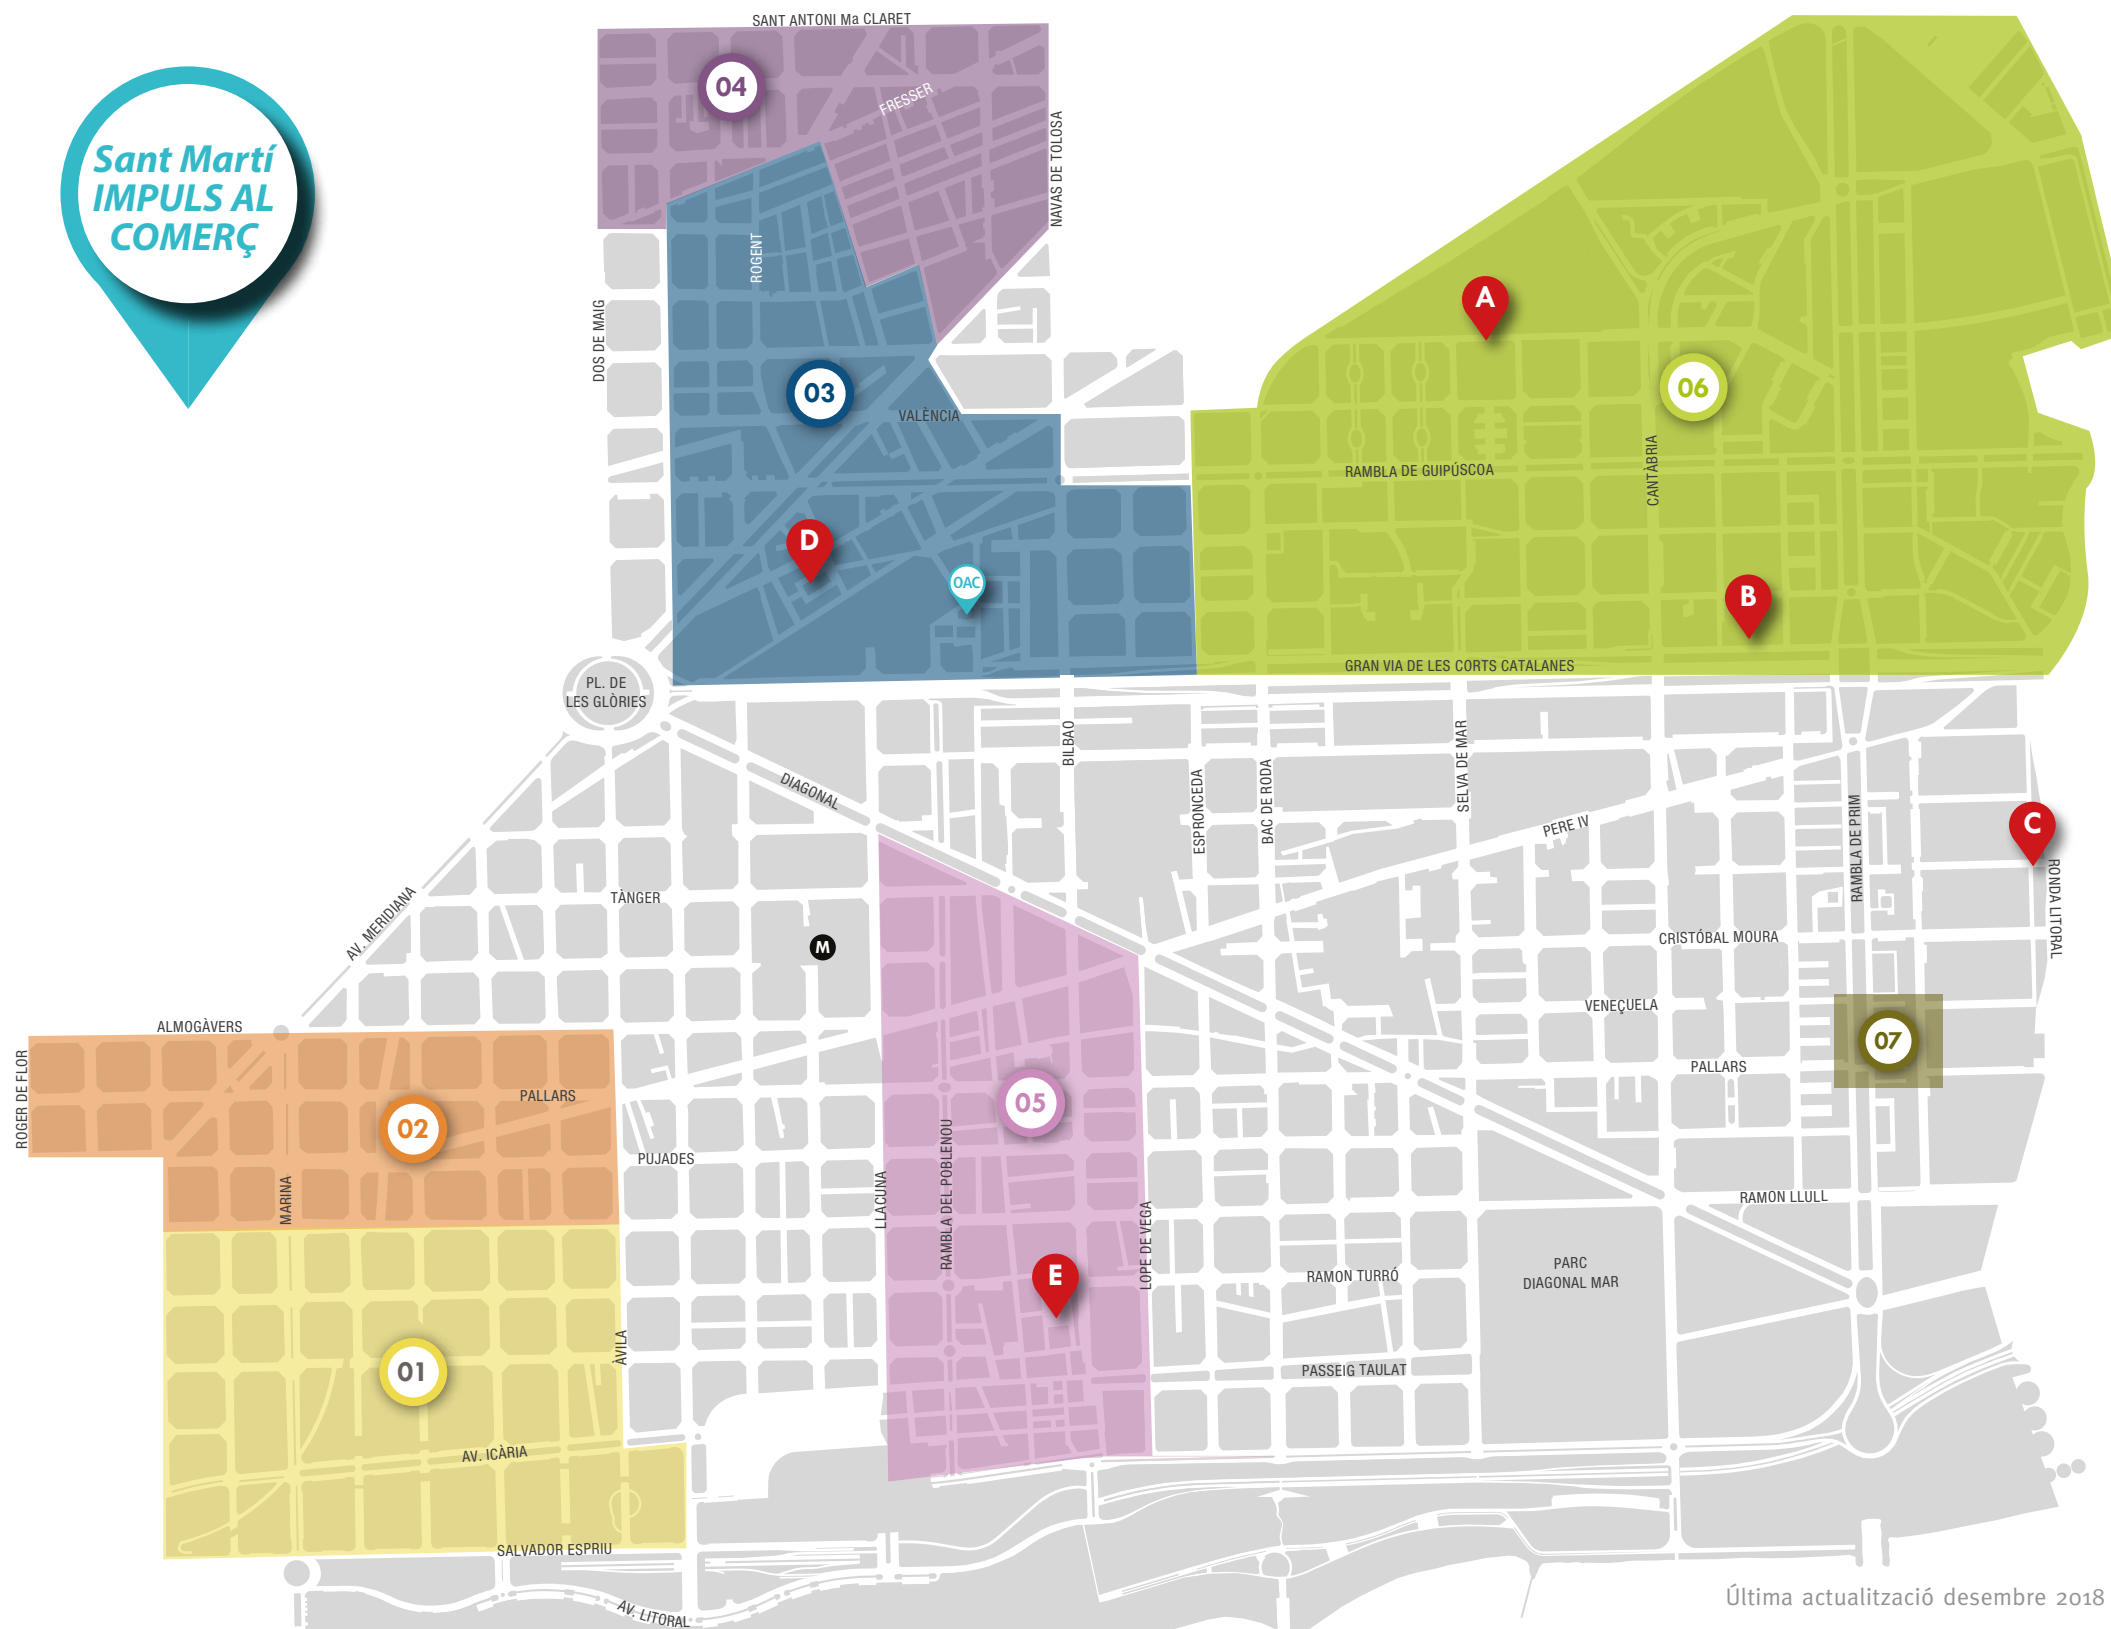 SANT ANTONI Ma CLARET
Sant Martí
IMPULS AL
COMERÇ
04
FRESSER
NAVAS DE TOLOSA
ROGENT
DOS DE MAIG
A
03
06
VALÈNCIA
RAMBLA DE GUIPÚSCOA
CANTÀBRIA
D
OAC
B
GRAN VIA DE LES CORTS CATALANES
PL. DE
LES GLÒRIES
BILBAO
DIAGONAL
ESPRONCEDA
BAC DE RODA
SELVA DE MAR
PERE IV
RAMBLA DE PRIM
C
RONDA LITORAL
TÀNGER
AV. MERIDIANA
M
CRISTÓBAL MOURA
VENEÇUELA
ALMOGÀVERS
07
ROGER DE FLOR
PALLARS
PALLARS
05
02
PUJADES
MARINA
LLACUNA
RAMBLA DEL POBLENOU
LOPE DE VEGA
RAMON LLULL
E
RAMON TURRÓ
PARC
DIAGONAL MAR
ÀVILA
01
PASSEIG TAULAT
AV. ICÀRIA
SALVADOR ESPRIU
AV. LITORAL
Última actualització desembre 2018